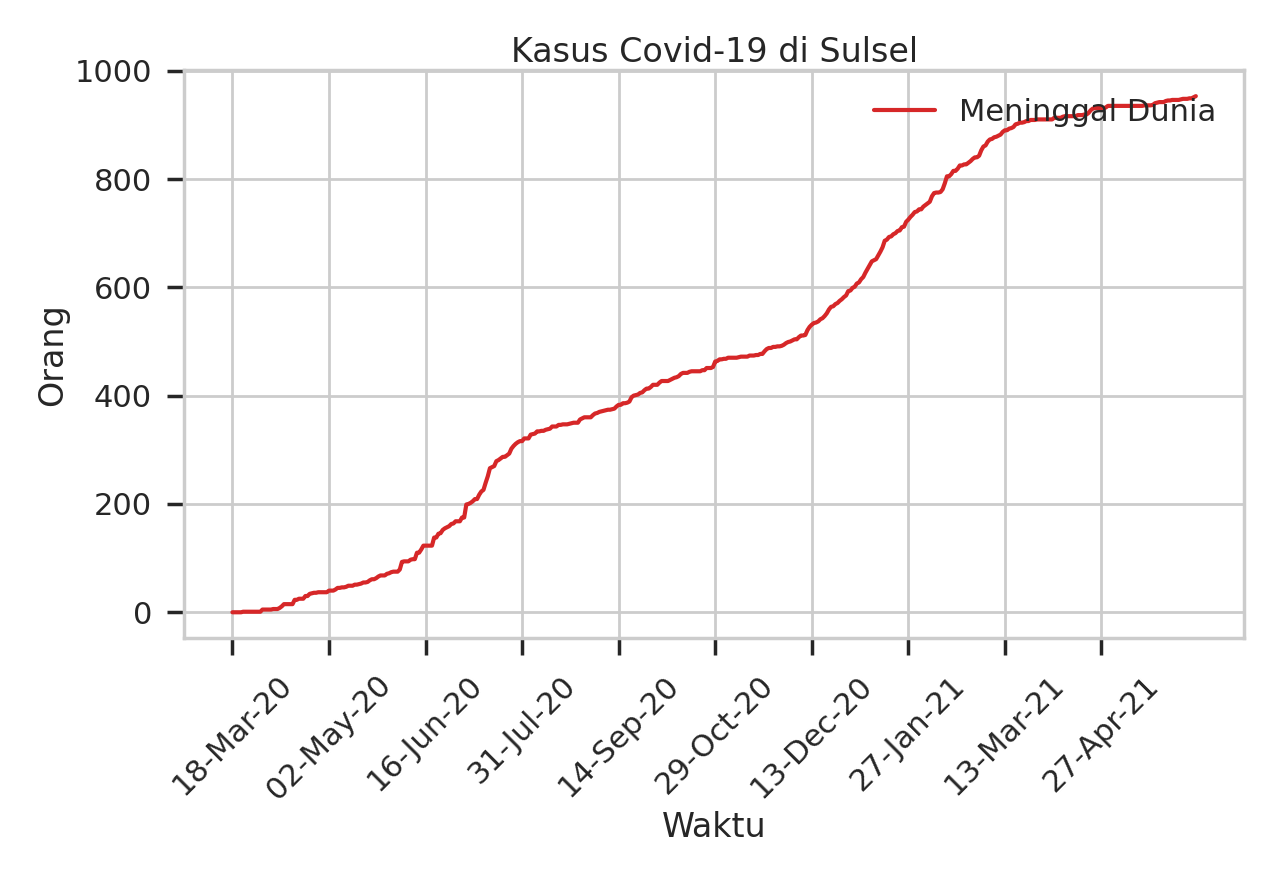 Kasus Covid-19 di Sulsel
1000
800
600
400
200
0
Orang
Meninggal Dunia
18-Mar-20
02-May-20
16-Jun-20
31-Jul-20
14-Sep-20
29-Oct-20
13-Dec-20
27-Jan-21
13-Mar-21
27-Apr-21
Waktu